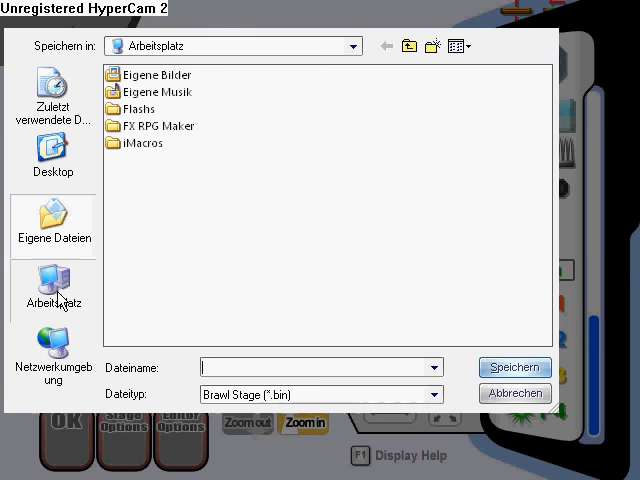 Unregistered HyperCam 2
Speichern in:
Arbeitsplatz
Zuletzt
verwendete D...
Desktop
Eigene Dateien
Arbeitsplatz
Netzwerkumgeb
ung
Eigene Bilder
Eigene Musik
Flashs
FX RPG Maker
iMacros
Dateiname:
Speichern
Dateityp:
Brawl Stage (*.bin)
Abbrechen
OK
Stage
Options
Editor
Options
Zoom out
Zoom in
F1 Display Help